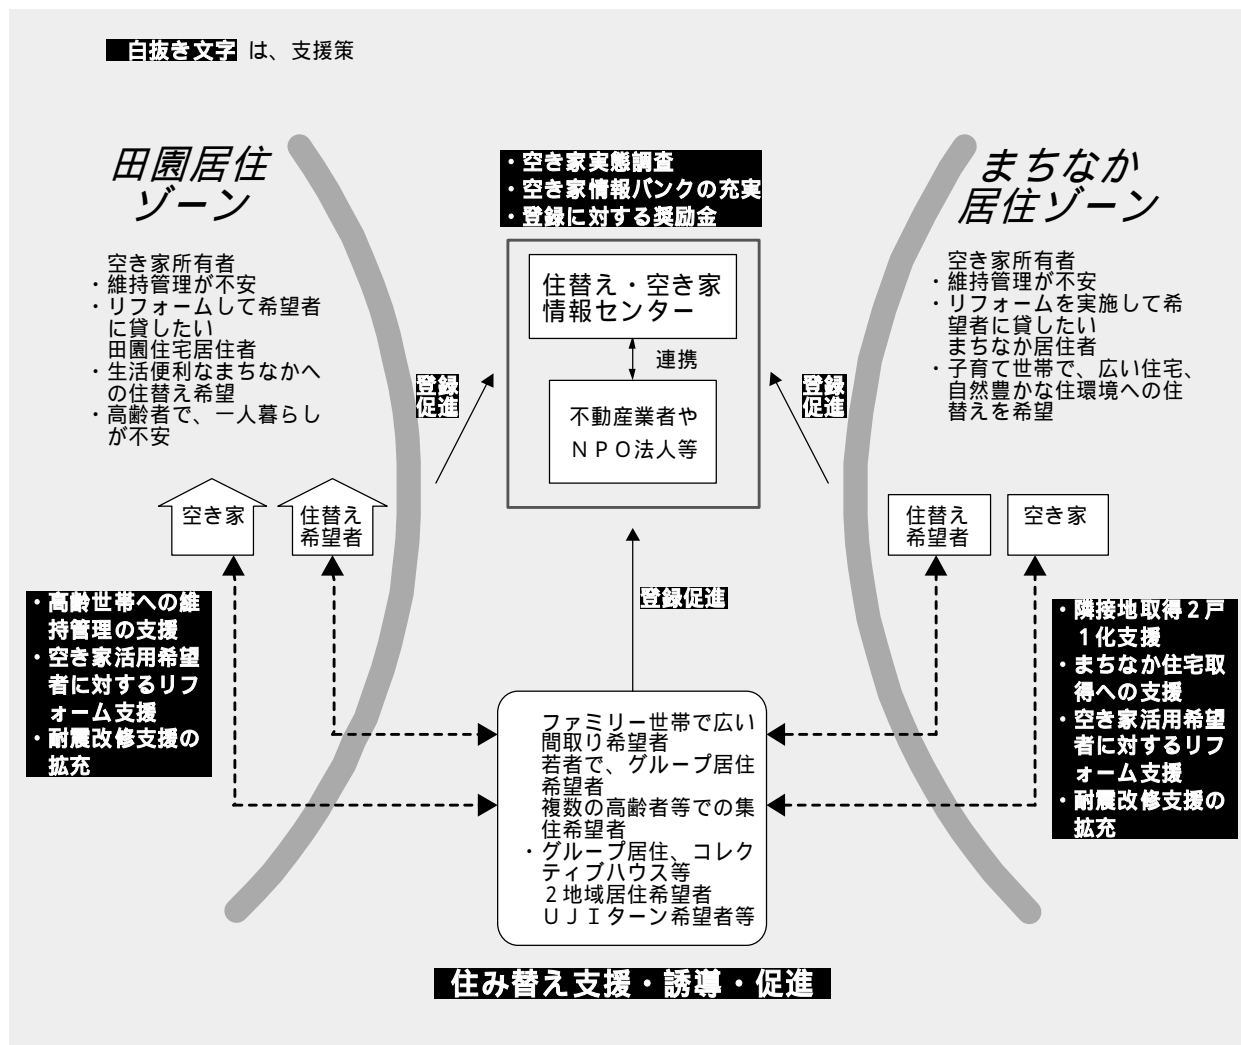 白抜き文字 は、支援策
田園居住
ゾーン
空き家所有者
・維持管理が不安
・リフォームして希望者
に貸したい
田園住宅居住者
・生活便利なまちなかへ
の住替え希望
・高齢者で、一人暮らし
が不安
・空き家実態調査
・空き家情報バンクの充実
・登録に対する奨励金
住替え・空き家
情報センター
連携
不動産業者や
ＮＰＯ法人等
まちなか
居住ゾーン
空き家所有者
・維持管理が不安
・リフォームを実施して希
望者に貸したい
まちなか居住者
・子育て世帯で、広い住宅、
自然豊かな住環境への住
替えを希望
登録
促進
登録
促進
空き家
住替え
希望者
住替え
希望者
空き家
登録促進
・高齢世帯への維
持管理の支援
・空き家活用希望
者に対するリフ
ォーム支援
・耐震改修支援の
拡充
・隣接地取得２戸
１化支援
・まちなか住宅取
得への支援
・空き家活用希望
者に対するリフ
ォーム支援
・耐震改修支援の
拡充
ファミリー世帯で広い
間取り希望者
若者で、グループ居住
希望者
複数の高齢者等での集
住希望者
・グループ居住、コレク
ティブハウス等
２地域居住希望者
ＵＪＩターン希望者等
住み替え支援・誘導・促進